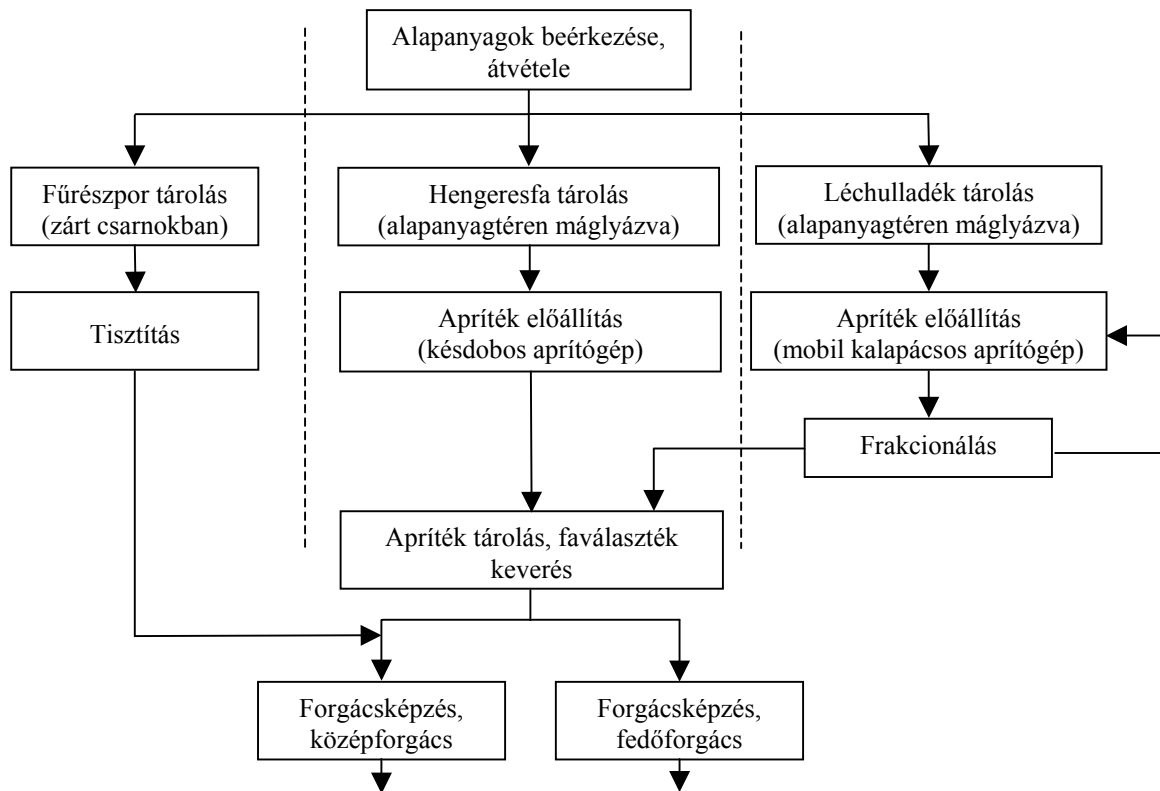 Alapanyagok beérkezése,
átvétele
Fűrészpor tárolás
(zárt csarnokban)
Hengeresfa tárolás
(alapanyagtéren máglyázva)
Léchulladék tárolás
(alapanyagtéren máglyázva)
Tisztítás
Apríték előállítás
(késdobos aprítógép)
Apríték előállítás
(mobil kalapácsos aprítógép)
Frakcionálás
Apríték tárolás, faválaszték
keverés
Forgácsképzés,
középforgács
Forgácsképzés,
fedőforgács